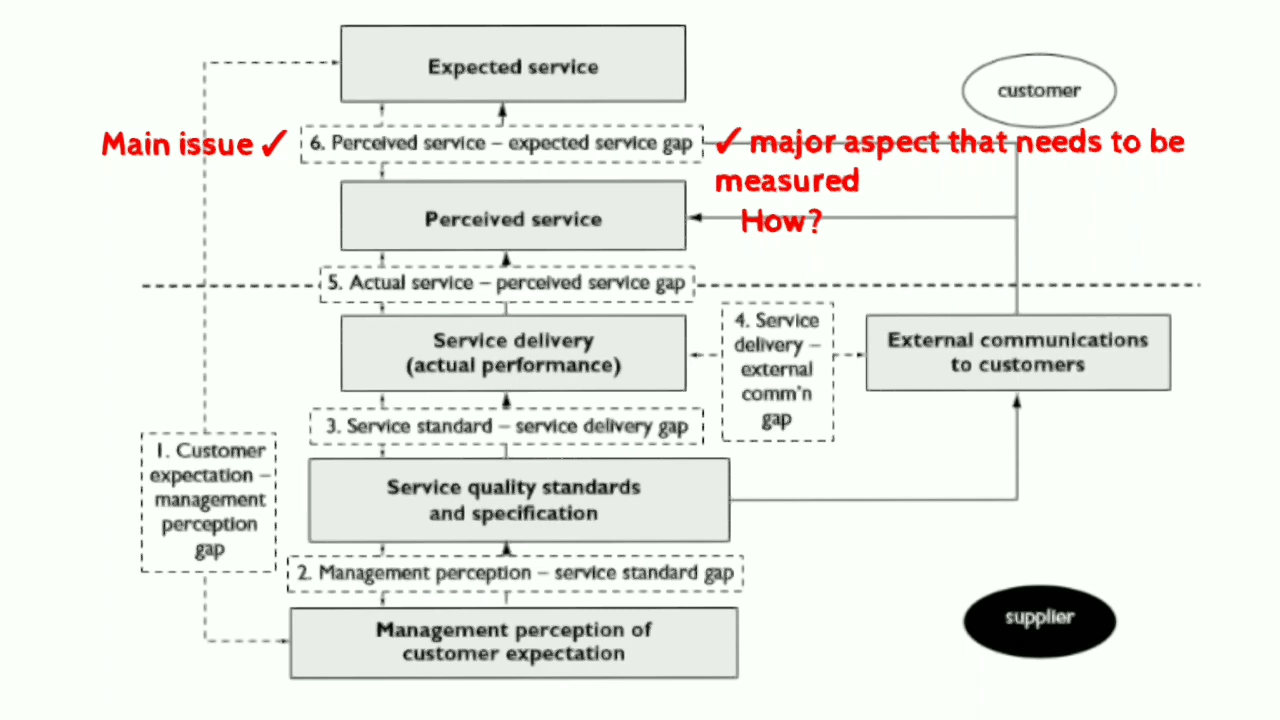 Expected service
customer
Main issue ✓
6. Perceived service – expected service gap
✓ major aspect that needs to be
measured
How?
Perceived service
5. Actual service – perceived service gap
Service delivery
(actual performance)
4. Service
delivery –
external
comm'n
gap
External communications
to customers
3. Service standard – service delivery gap
1. Customer
expectation –
management
perception
gap
Service quality standards
and specification
2. Management perception – service standard gap
supplier
Management perception of
customer expectation